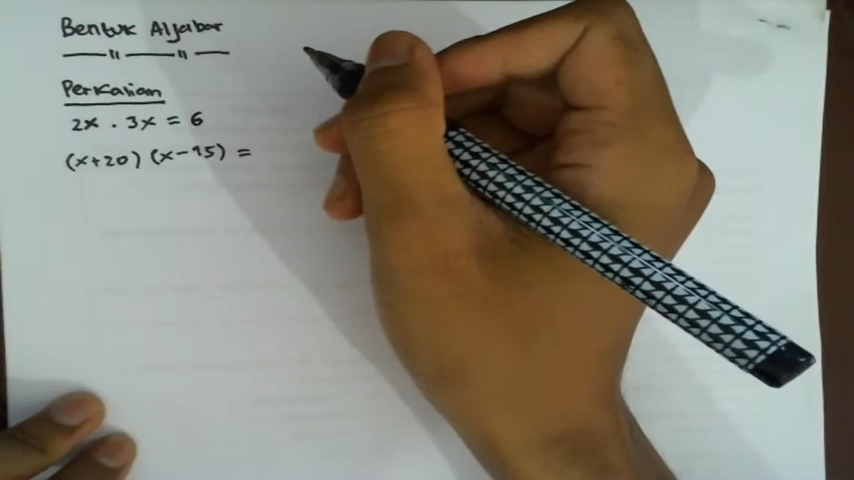 Bentuk Aljabar
Perkalian
2x . 3x = 6
(x+20) (x-15) =